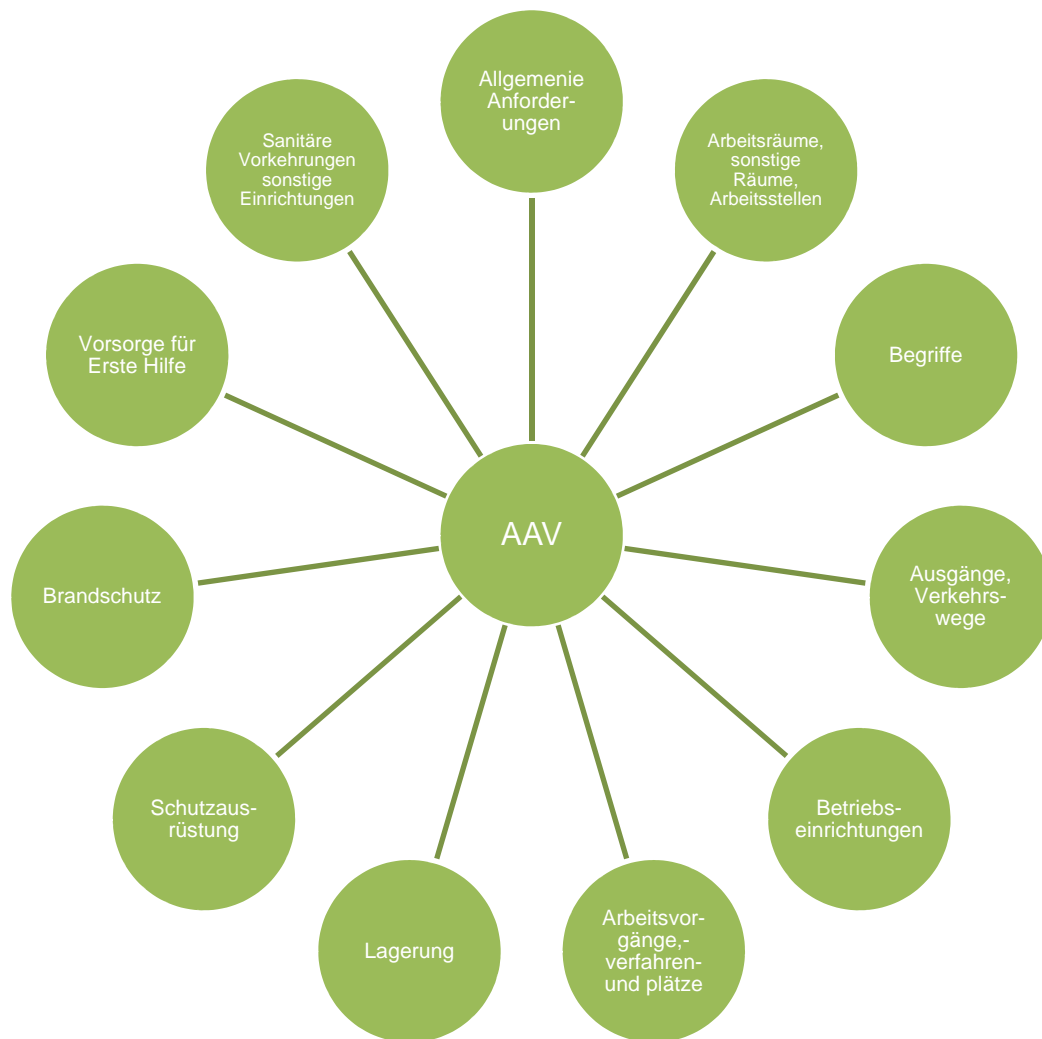 Allgemenie
Anforder-
ungen
Arbeitsräume,
sonstige
Räume,
Arbeitsstellen
Begriffe
Ausgänge,
Verkehrs-
wege
Betriebs-
einrichtungen
Arbeitsvor-
gänge,-
verfahren-
und plätze
Lagerung
Schutzaus-
rüstung
Brandschutz
Vorsorge für
Erste Hilfe
Sanitäre
Vorkehrungen
sonstige
Einrichtungen
AAV